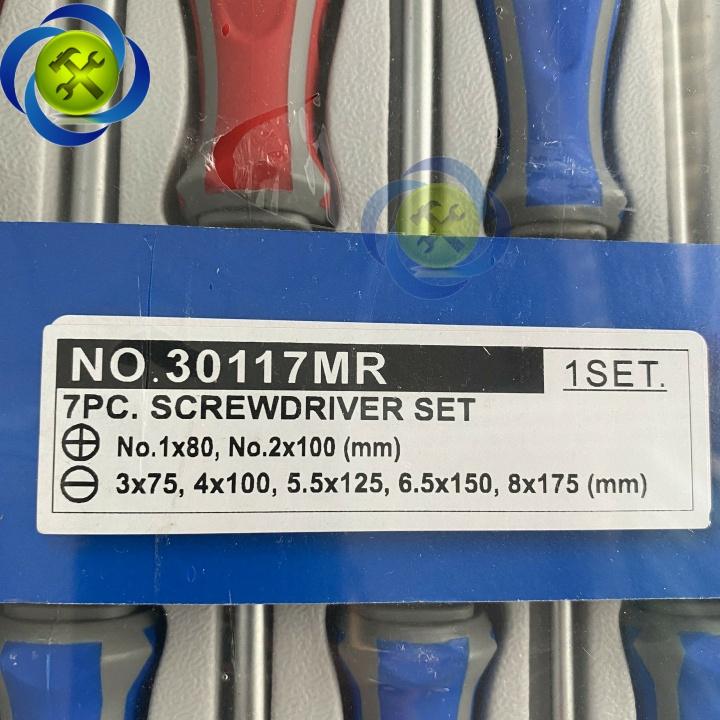 NO.30117MR
1SET.
7PC. SCREWDRIVER SET
⊕ No.1x80, No.2x100 (mm)
⊖ 3x75, 4x100, 5.5x125, 6.5x150, 8x175 (mm)